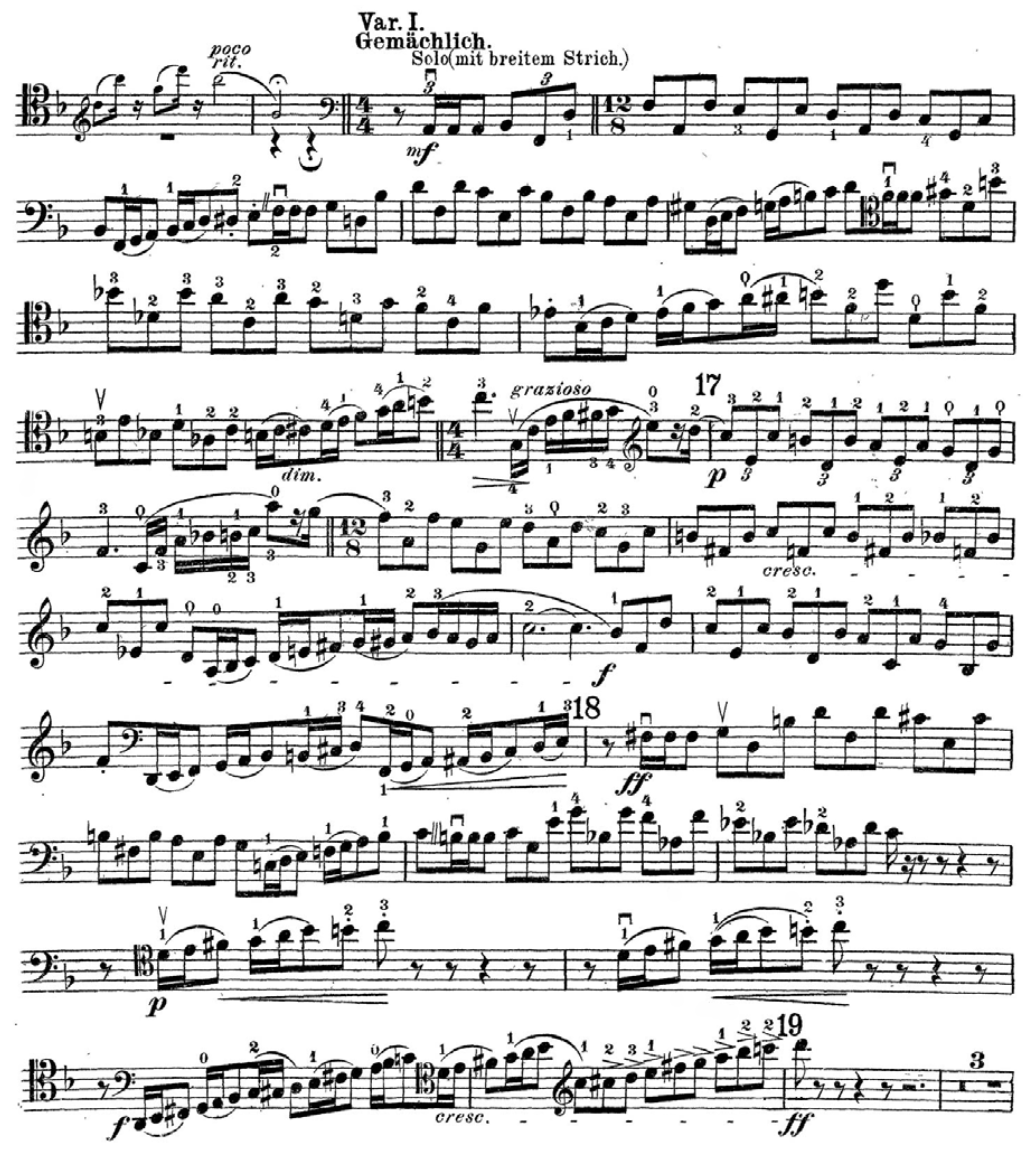 Var. I.
Gemächlich.
poco
rit.
Solo (mit breitem Strich.)
mf
grazioso
17
dim.
p
cresc.
f
18
ff
p
19
3
f
cresc.
ff